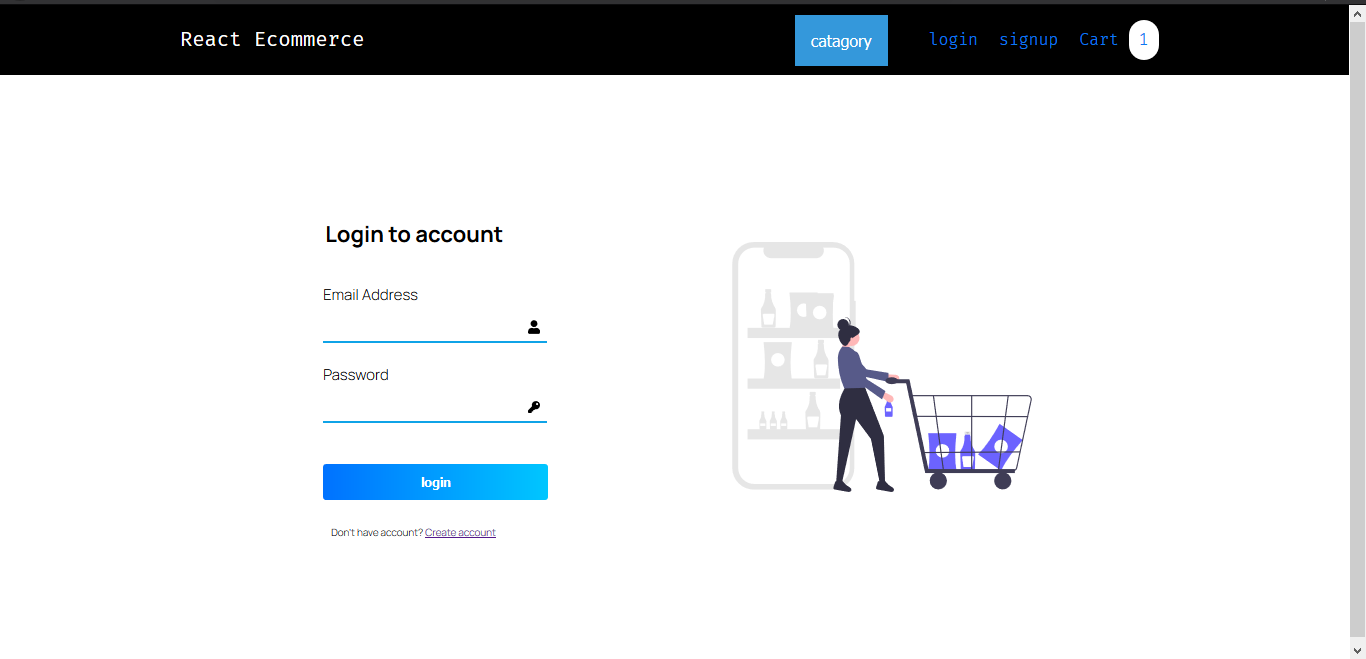 React Ecommerce catagory login signup Cart 1
Login to account
Email Address
Password
login
Don't have account? Create account